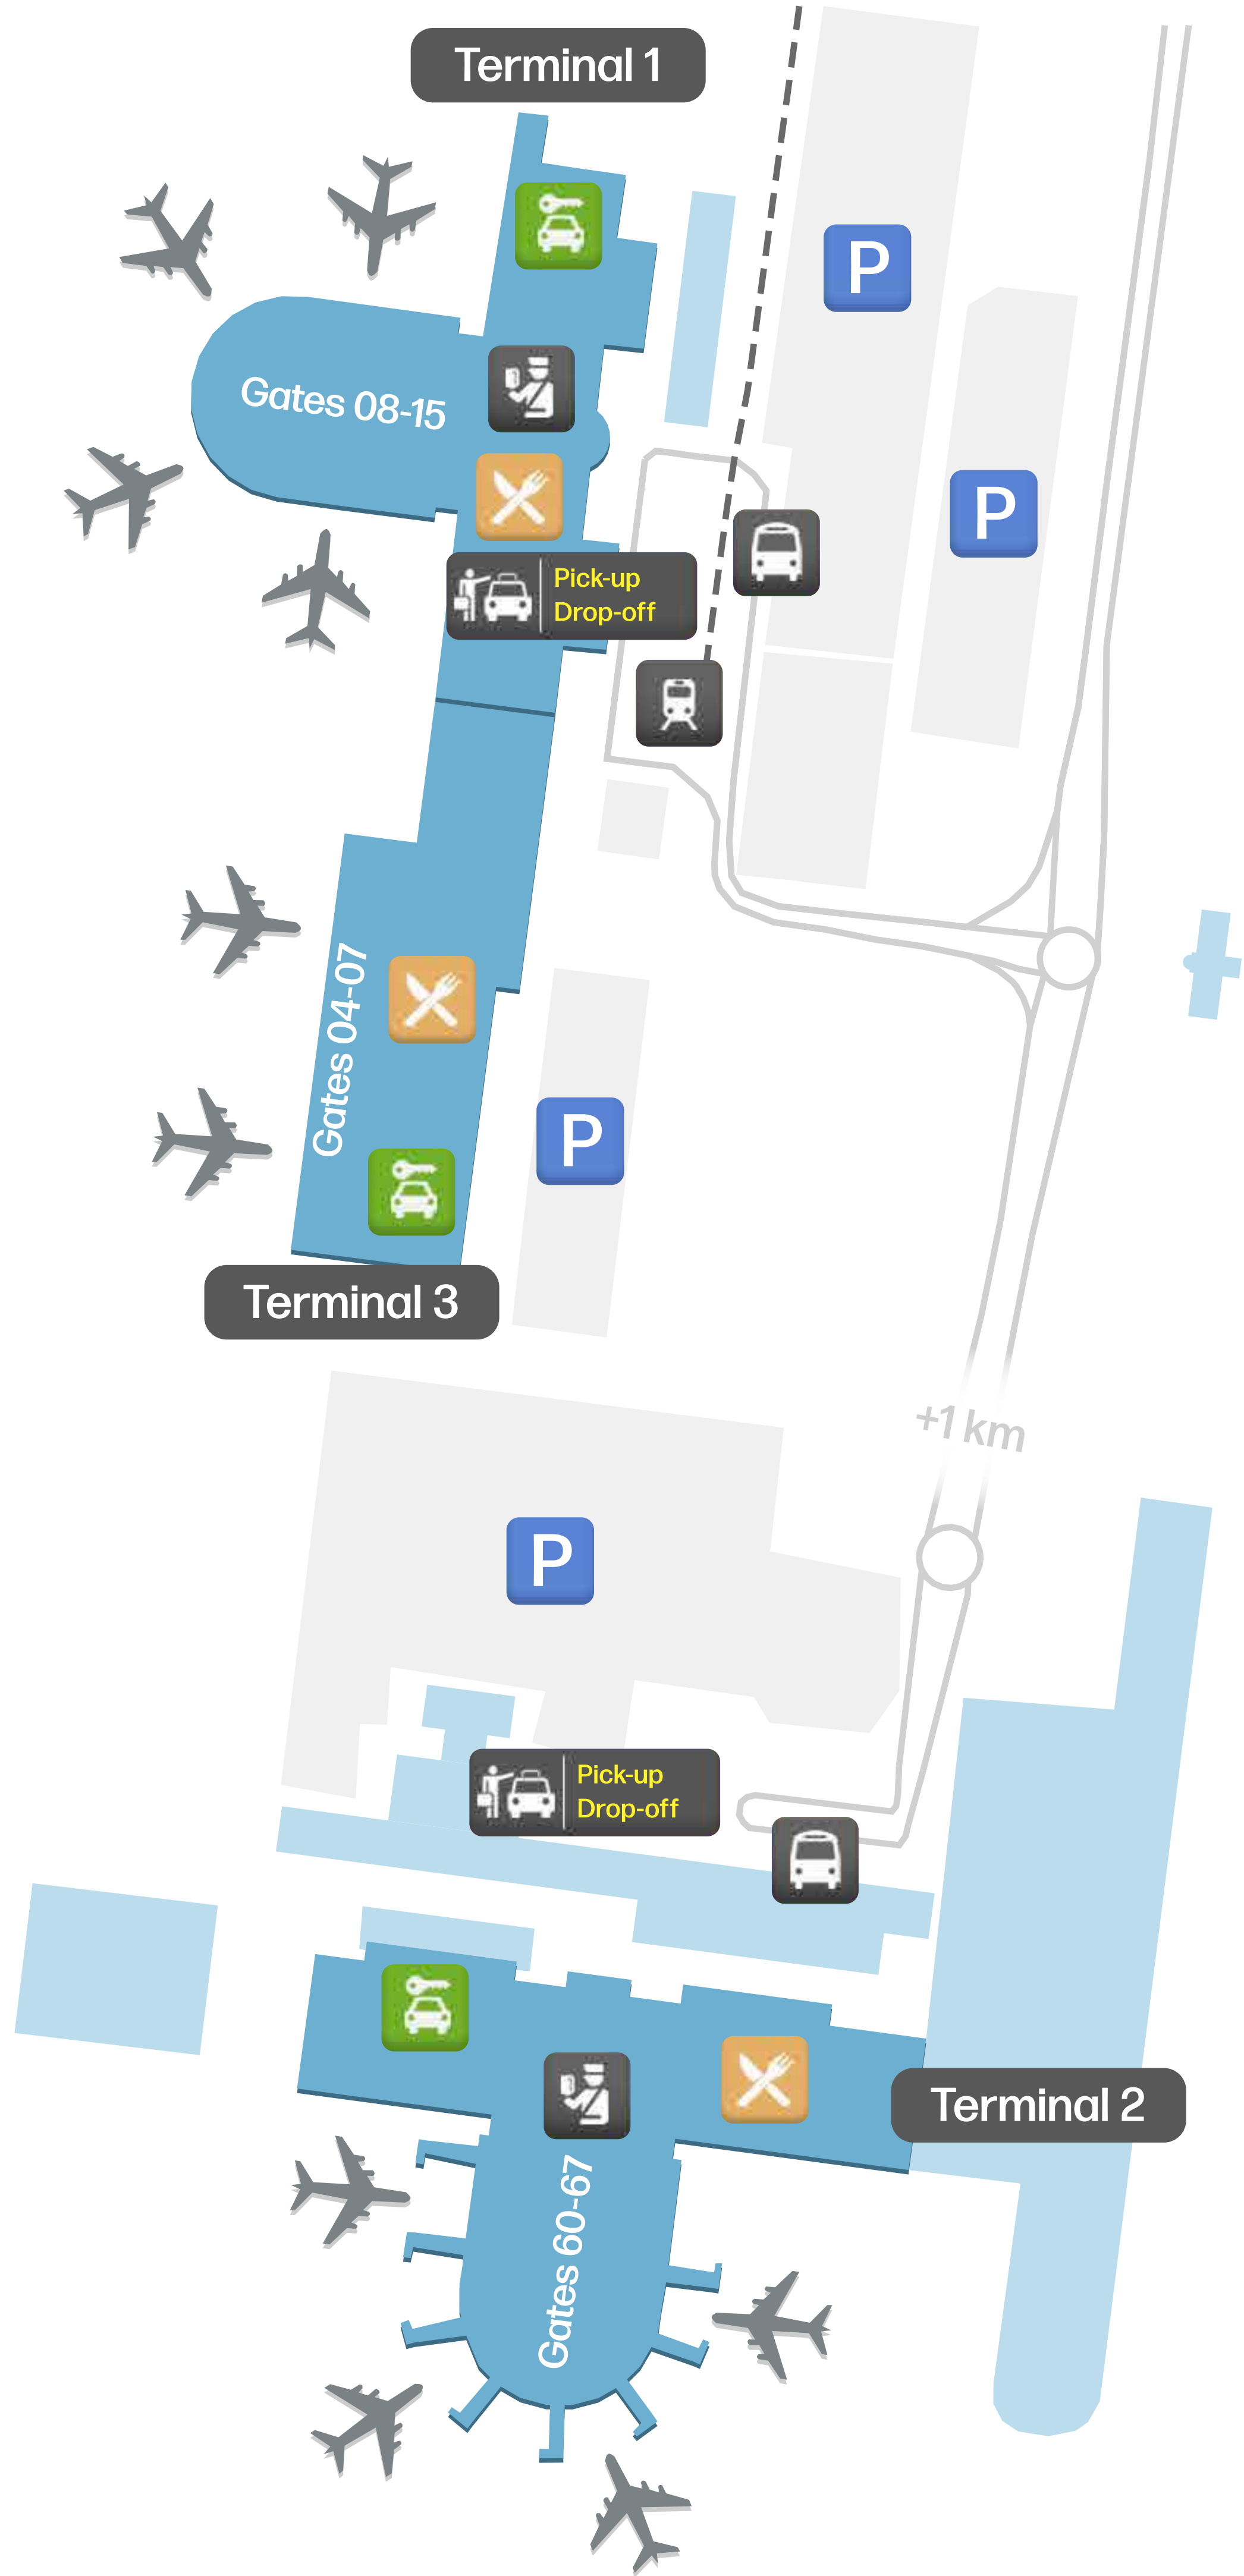 Terminal 1
P
Gates 08-15
P
Pick-up
Drop-off
Gates 04-07
P
Terminal 3
+1 km
P
Pick-up
Drop-off
Terminal 2
Gates 60-67